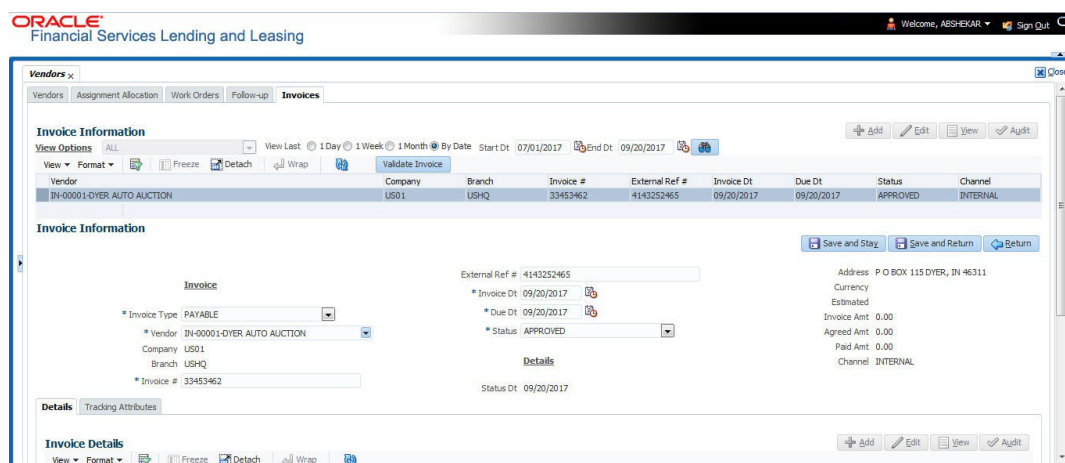 ORACLE®
Financial Services Lending and Leasing
Welcome, ABSHEKAR Sign Out
Vendors x
Close
Vendors Assignment Allocation Work Orders Follow-up Invoices
Invoice Information
Add Edit View Audit
View Options ALL View Last 1 Day 1 Week 1 Month By Date Start Dt 07/01/2017 End Dt 09/20/2017
View Format Freeze Detach Wrap Validate Invoice
Vendor Company Branch Invoice # External Ref # Invoice Dt Due Dt Status Channel
IN-00001-DYER AUTO AUCTION US01 USHQ 33453462 4143252465 09/20/2017 09/20/2017 APPROVED INTERNAL
Invoice Information
Save and Stay Save and Return Return
Invoice
* Invoice Type PAYABLE
* Vendor IN-00001-DYER AUTO AUCTION
Company US01
Branch USHQ
* Invoice # 33453462
External Ref # 4143252465
* Invoice Dt 09/20/2017
* Due Dt 09/20/2017
* Status APPROVED
Details
Status Dt 09/20/2017
Address P O BOX 115 DYER, IN 46311
Currency
Estimated
Invoice Amt 0.00
Agreed Amt 0.00
Paid Amt 0.00
Channel INTERNAL
Details Tracking Attributes
Invoice Details
Add Edit View Audit
View Format Freeze Detach Wrap